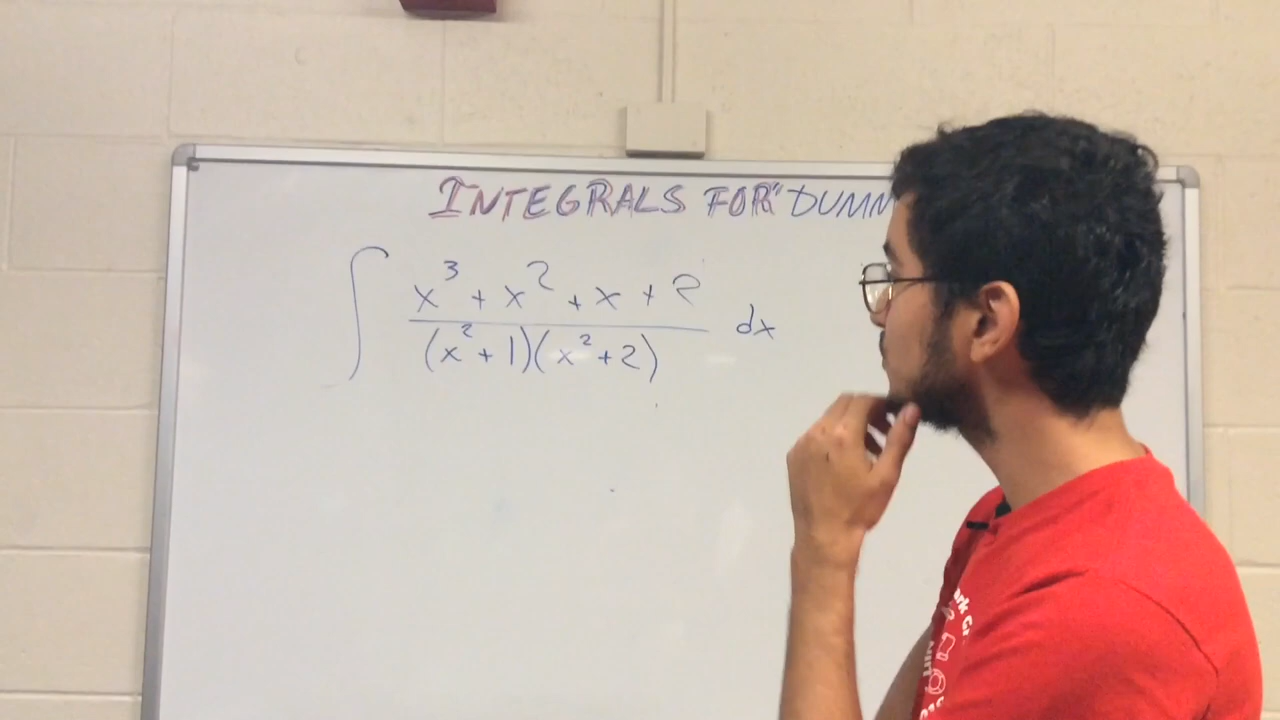 INTEGRALS FOR "DUMM
∫ x³ + x² + x + 2 / (x² + 1)(x² + 2) dx